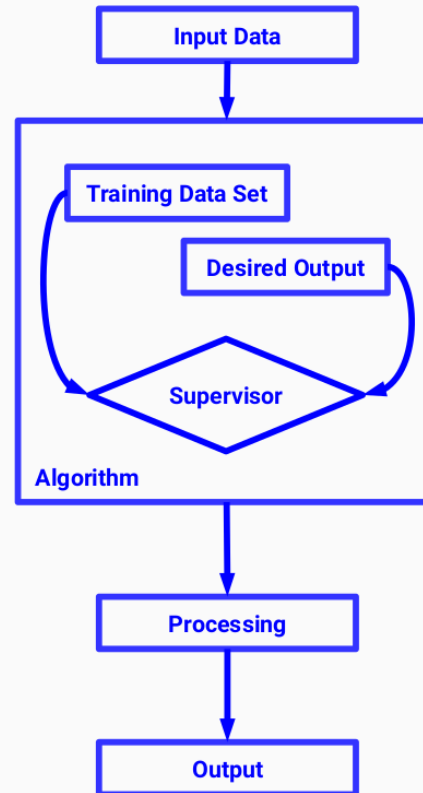 Input Data
Training Data Set
Desired Output
Supervisor
Algorithm
Processing
Output